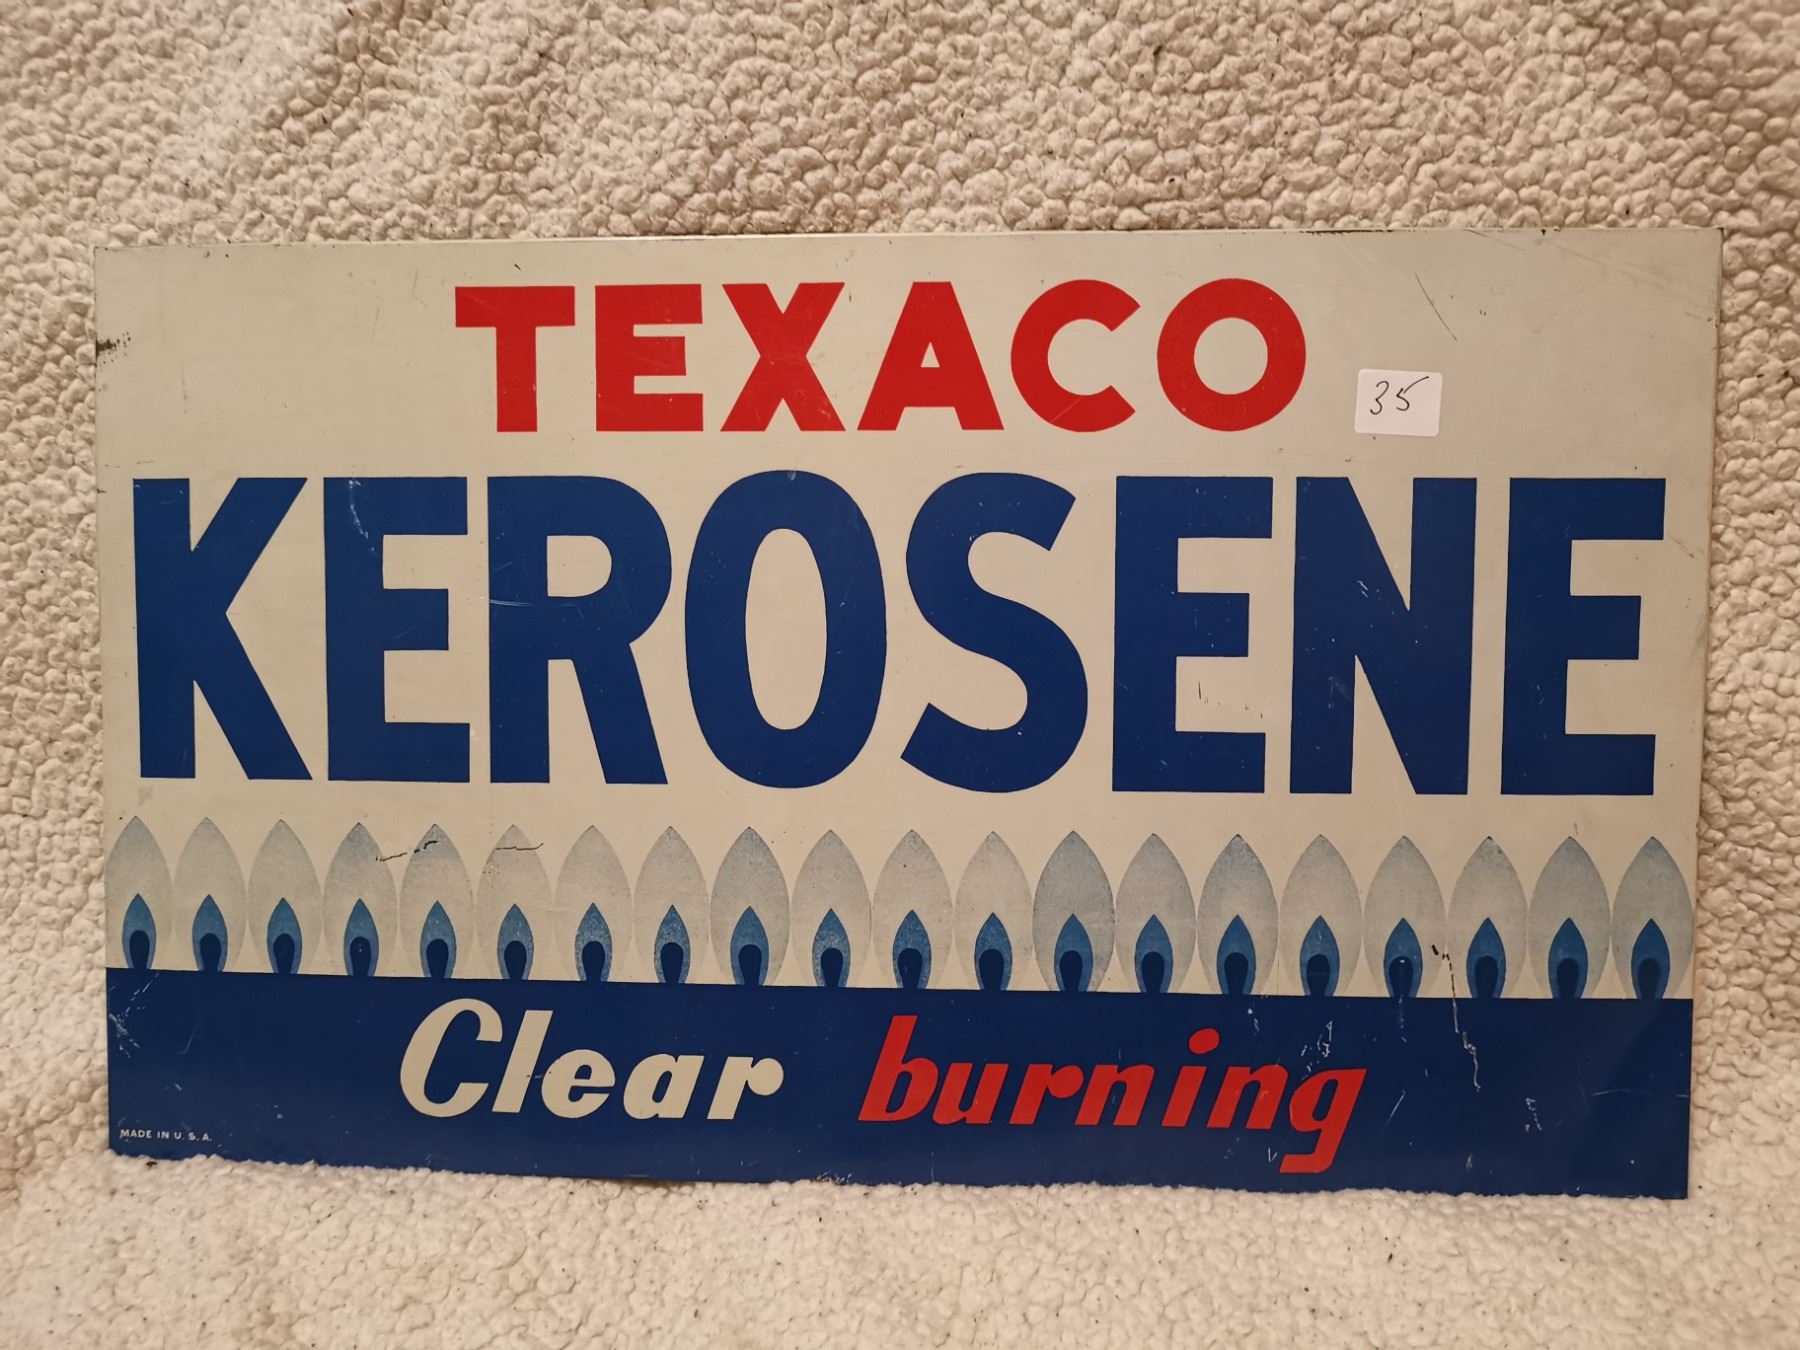 TEXACO
35
KEROSENE
Clear burning
MADE IN U.S.A.